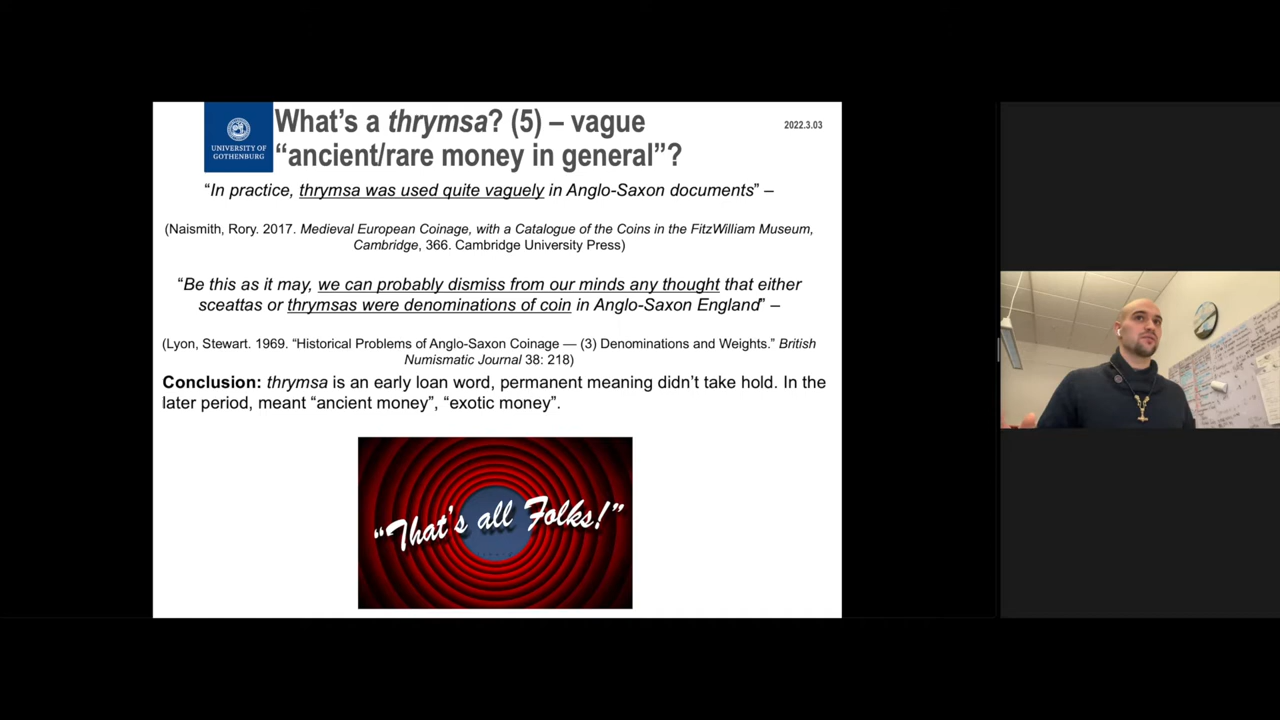 UNIVERSITY OF
GOTHENBURG
What's a thrymsa? (5) – vague
“ancient/rare money in general”?
2022.3.03
“In practice, thrymsa was used quite vaguely in Anglo-Saxon documents” –
(Naismith, Rory. 2017. Medieval European Coinage, with a Catalogue of the Coins in the FitzWilliam Museum,
Cambridge, 366. Cambridge University Press)
“Be this as it may, we can probably dismiss from our minds any thought that either
sceattas or thrymsas were denominations of coin in Anglo-Saxon England” –
(Lyon, Stewart. 1969. “Historical Problems of Anglo-Saxon Coinage — (3) Denominations and Weights.” British
Numismatic Journal 38: 218)
Conclusion: thrymsa is an early loan word, permanent meaning didn't take hold. In the
later period, meant “ancient money”, “exotic money”.
“That's all Folks!”